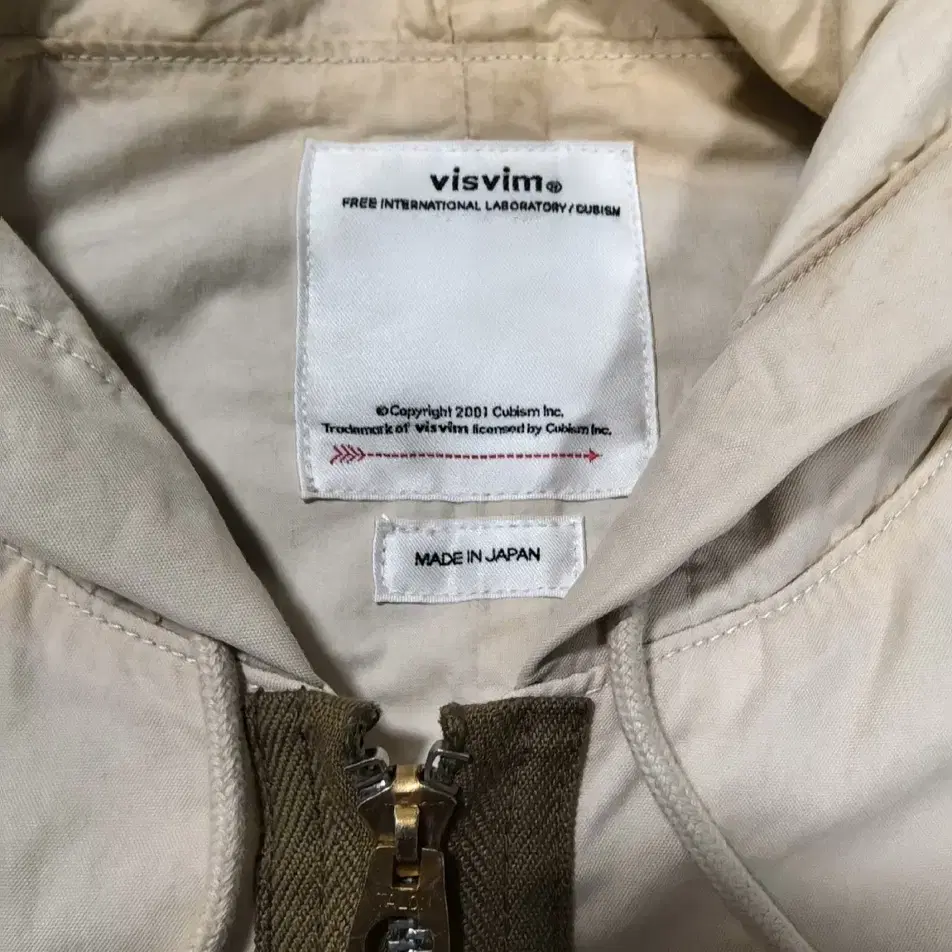 visvim®
FREE INTERNATIONAL LABORATORY / CUBISM
©Copyright 2001 Cubism Inc.
Trademark of visvim licensed by Cubism Inc.
MADE IN JAPAN
TALON